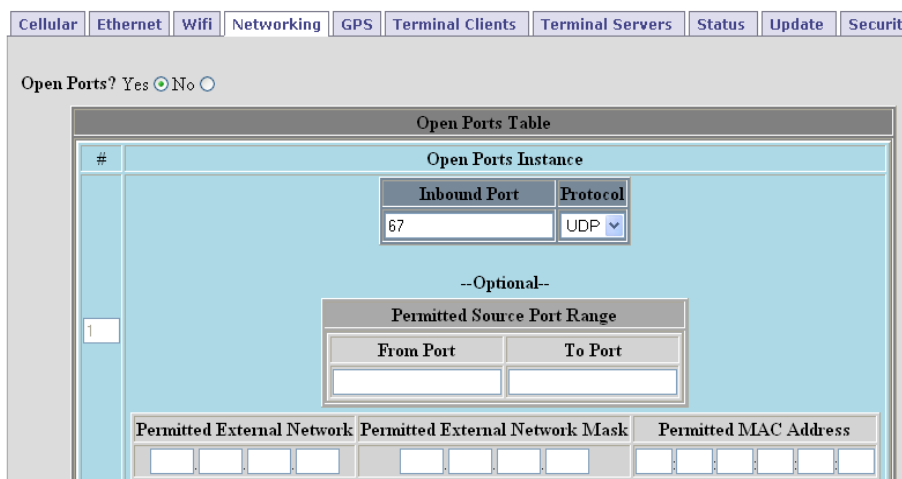 Cellular Ethernet Wifi Networking GPS Terminal Clients Terminal Servers Status Update Securit
Open Ports? Yes No
Open Ports Table
# Open Ports Instance
Inbound Port Protocol
67 UDP
--Optional--
Permitted Source Port Range
1
From Port To Port
Permitted External Network Permitted External Network Mask Permitted MAC Address
. . . . . . : : : : :